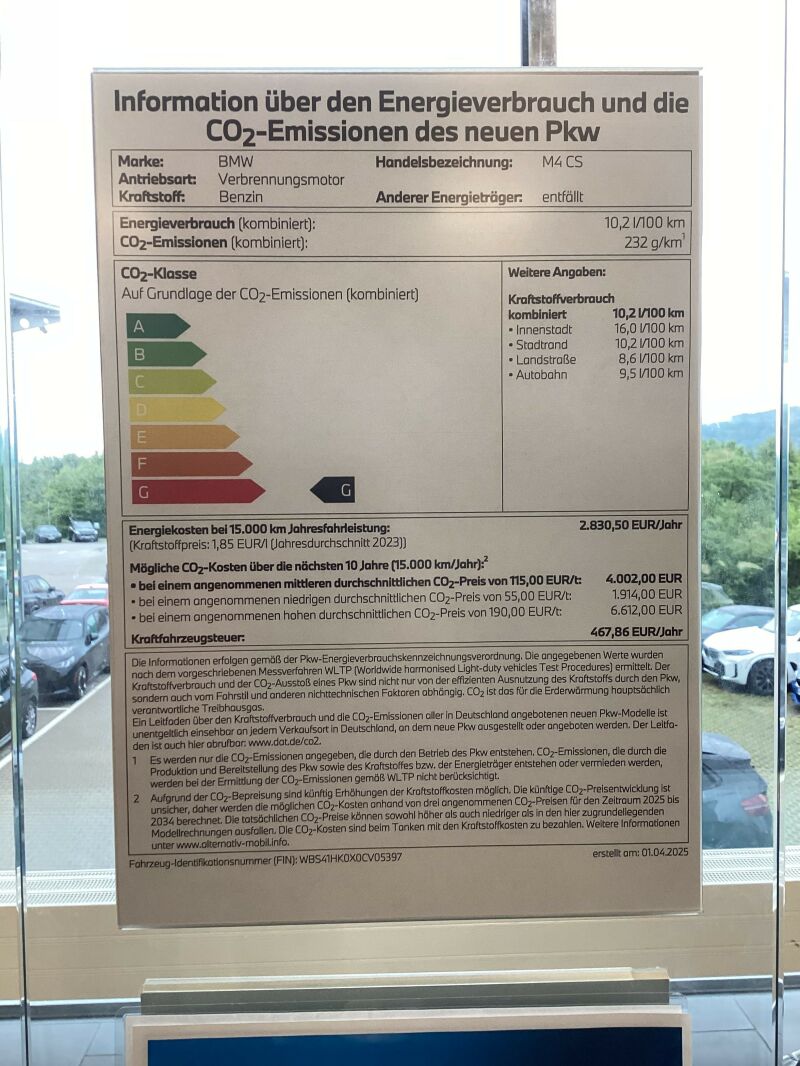 Information über den Energieverbrauch und die
CO₂-Emissionen des neuen Pkw
Marke: BMW Handelsbezeichnung: M4 CS
Antriebsart: Verbrennungsmotor
Kraftstoff: Benzin Anderer Energieträger: entfällt
Energieverbrauch (kombiniert): 10,2 l/100 km
CO₂-Emissionen (kombiniert): 232 g/km¹
CO₂-Klasse
Auf Grundlage der CO₂-Emissionen (kombiniert)
A
B
C
D
E
F
G G
Weitere Angaben:
Kraftstoffverbrauch
kombiniert 10,2 l/100 km
• Innenstadt 16,0 l/100 km
• Stadtrand 10,2 l/100 km
• Landstraße 8,6 l/100 km
• Autobahn 9,5 l/100 km
Energiekosten bei 15.000 km Jahresfahrleistung: 2.830,50 EUR/Jahr
(Kraftstoffpreis: 1,85 EUR/l (Jahresdurchschnitt 2023))
Mögliche CO₂-Kosten über die nächsten 10 Jahre (15.000 km/Jahr):²
• bei einem angenommenen mittleren durchschnittlichen CO₂-Preis von 115,00 EUR/t: 4.002,00 EUR
• bei einem angenommenen niedrigen durchschnittlichen CO₂-Preis von 55,00 EUR/t: 1.914,00 EUR
• bei einem angenommenen hohen durchschnittlichen CO₂-Preis von 190,00 EUR/t: 6.612,00 EUR
Kraftfahrzeugsteuer: 467,86 EUR/Jahr
Die Informationen erfolgen gemäß der Pkw-Energieverbrauchskennzeichnungsverordnung. Die angegebenen Werte wurden
nach dem vorgeschriebenen Messverfahren WLTP (Worldwide harmonised Light-duty vehicles Test Procedures) ermittelt. Der
Kraftstoffverbrauch und der CO₂-Ausstoß eines Pkw sind nicht nur von der effizienten Ausnutzung des Kraftstoffs durch den Pkw,
sondern auch vom Fahrstil und anderen nichttechnischen Faktoren abhängig. CO₂ ist das für die Erderwärmung hauptsächlich
verantwortliche Treibhausgas.
Ein Leitfaden über den Kraftstoffverbrauch und die CO₂-Emissionen aller in Deutschland angebotenen neuen Pkw-Modelle ist
unentgeltlich einsehbar an jedem Verkaufsort in Deutschland, an dem neue Pkw ausgestellt oder angeboten werden. Der Leitfa-
den ist auch hier abrufbar: www.dat.de/co2.
1 Es werden nur die CO₂-Emissionen angegeben, die durch den Betrieb des Pkw entstehen. CO₂-Emissionen, die durch die
Produktion und Bereitstellung des Pkw sowie des Kraftstoffes bzw. der Energieträger entstehen oder vermieden werden,
werden bei der Ermittlung der CO₂-Emissionen gemäß WLTP nicht berücksichtigt.
2 Aufgrund der CO₂-Bepreisung sind künftig Erhöhungen der Kraftstoffkosten möglich. Die künftige CO₂-Preisentwicklung ist
unsicher, daher werden die möglichen CO₂-Kosten anhand von drei angenommenen CO₂-Preisen für den Zeitraum 2025 bis
2034 berechnet. Die tatsächlichen CO₂-Preise können sowohl höher als auch niedriger als in den hier zugrundeliegenden
Modellrechnungen ausfallen. Die CO₂-Kosten sind beim Tanken mit den Kraftstoffkosten zu bezahlen. Weitere Informationen
unter www.alternativ-mobil.info.
Fahrzeug-Identifikationsnummer (FIN): WBS41HK0X0CV05397 erstellt am: 01.04.2025